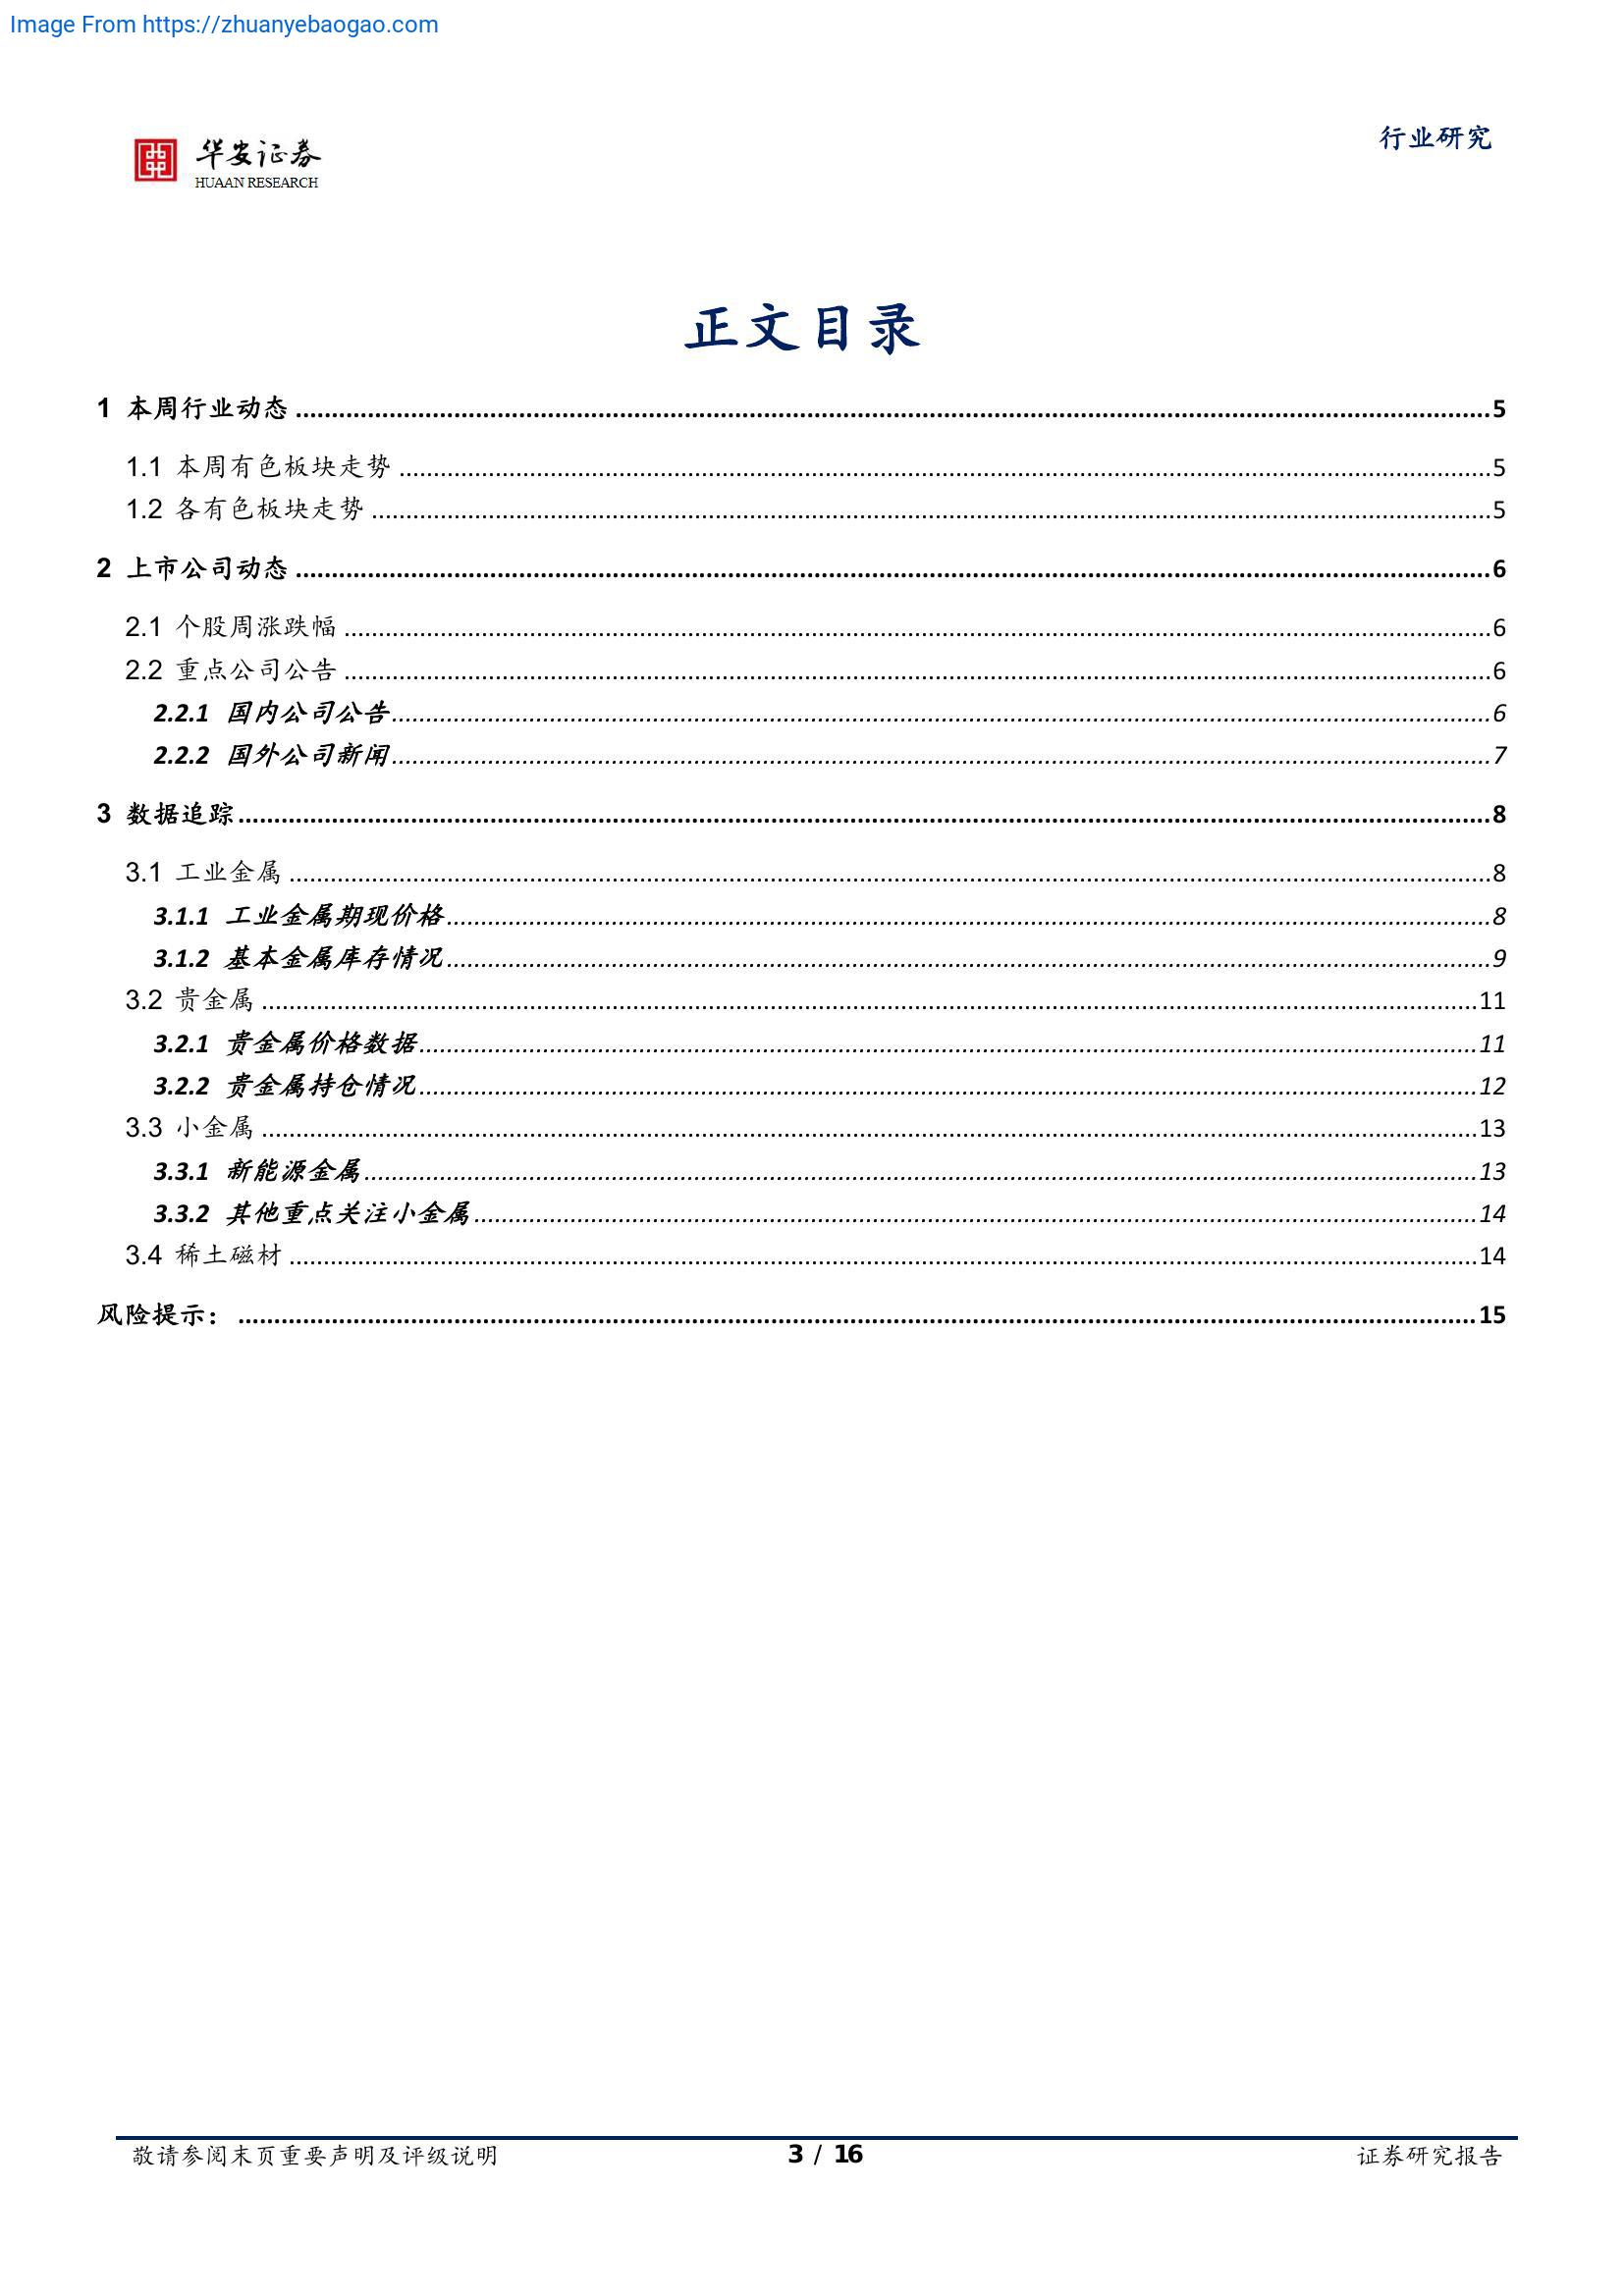 Image From https://zhuanyebaogao.com
华安证券
HUAAN RESEARCH
行业研究
正文目录
1 本周行业动态 ........ 5
1.1 本周有色板块走势 ........ 5
1.2 各有色板块走势 ........ 5
2 上市公司动态 ........ 6
2.1 个股周涨跌幅 ........ 6
2.2 重点公司公告 ........ 6
2.2.1 国内公司公告 ........ 6
2.2.2 国外公司新闻 ........ 7
3 数据追踪 ........ 8
3.1 工业金属 ........ 8
3.1.1 工业金属期现价格 ........ 8
3.1.2 基本金属库存情况 ........ 9
3.2 贵金属 ........ 11
3.2.1 贵金属价格数据 ........ 11
3.2.2 贵金属持仓情况 ........ 12
3.3 小金属 ........ 13
3.3.1 新能源金属 ........ 13
3.3.2 其他重点关注小金属 ........ 14
3.4 稀土磁材 ........ 14
风险提示： ........ 15
敬请参阅末页重要声明及评级说明
3 / 16
证券研究报告